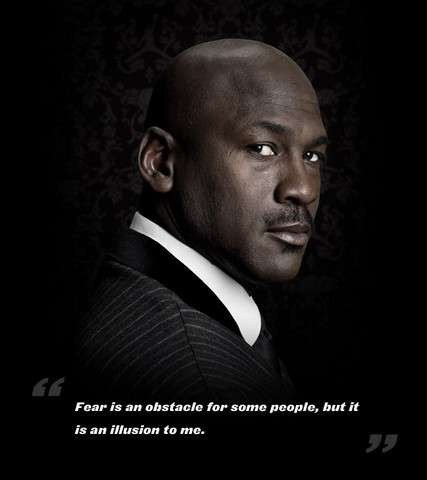 “
Fear is an obstacle for some people, but it
is an illusion to me.
”